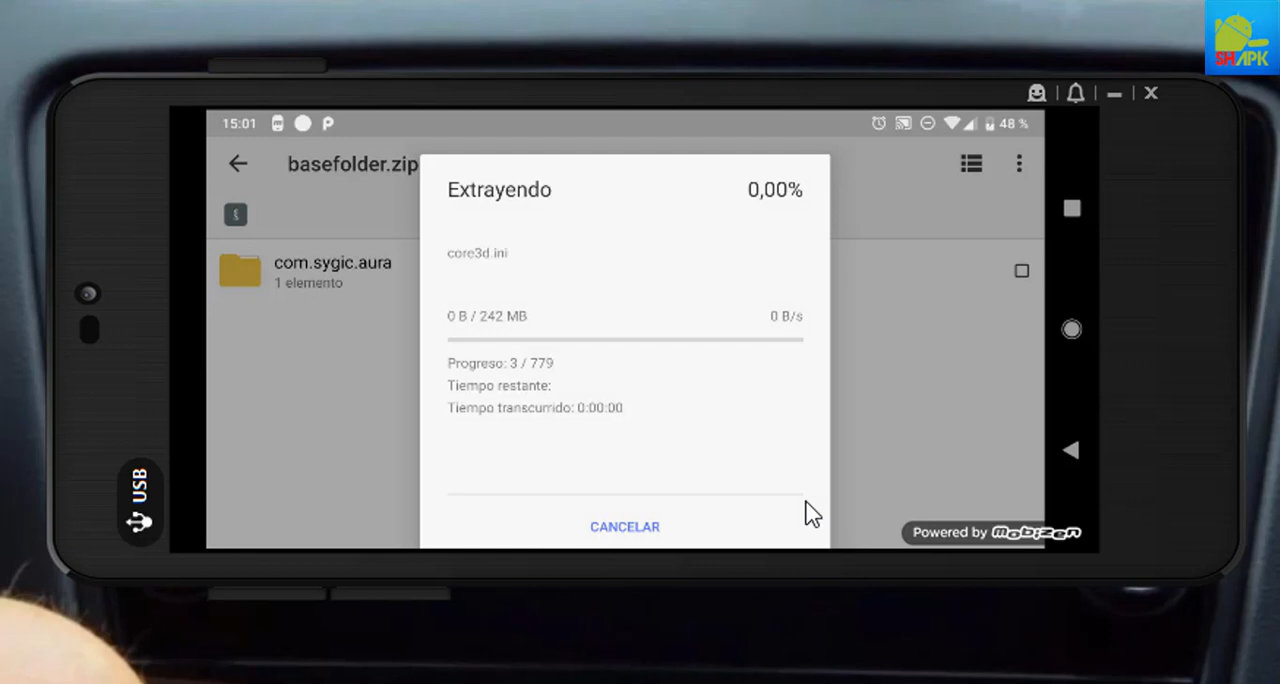 SHAPK
15:01
48 %
basefolder.zip
Extrayendo
0,00%
com.sygic.aura
1 elemento
core3d.ini
0 B / 242 MB
0 B/s
Progreso: 3 / 779
Tiempo restante:
Tiempo transcurrido: 0:00:00
CANCELAR
USB
Powered by mobizen